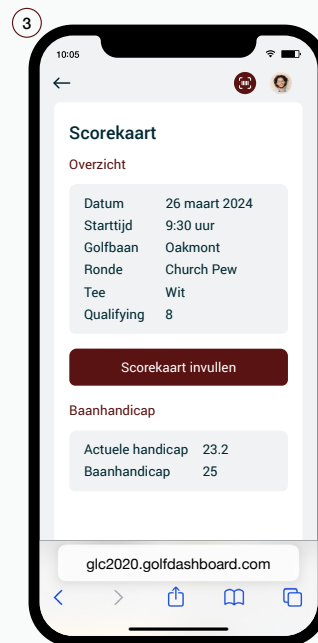 3
10:05
Scorekaart
Overzicht
Datum 26 maart 2024
Starttijd 9:30 uur
Golfbaan Oakmont
Ronde Church Pew
Tee Wit
Qualifying 8
Scorekaart invullen
Baanhandicap
Actuele handicap 23.2
Baanhandicap 25
glc2020.golfdashboard.com